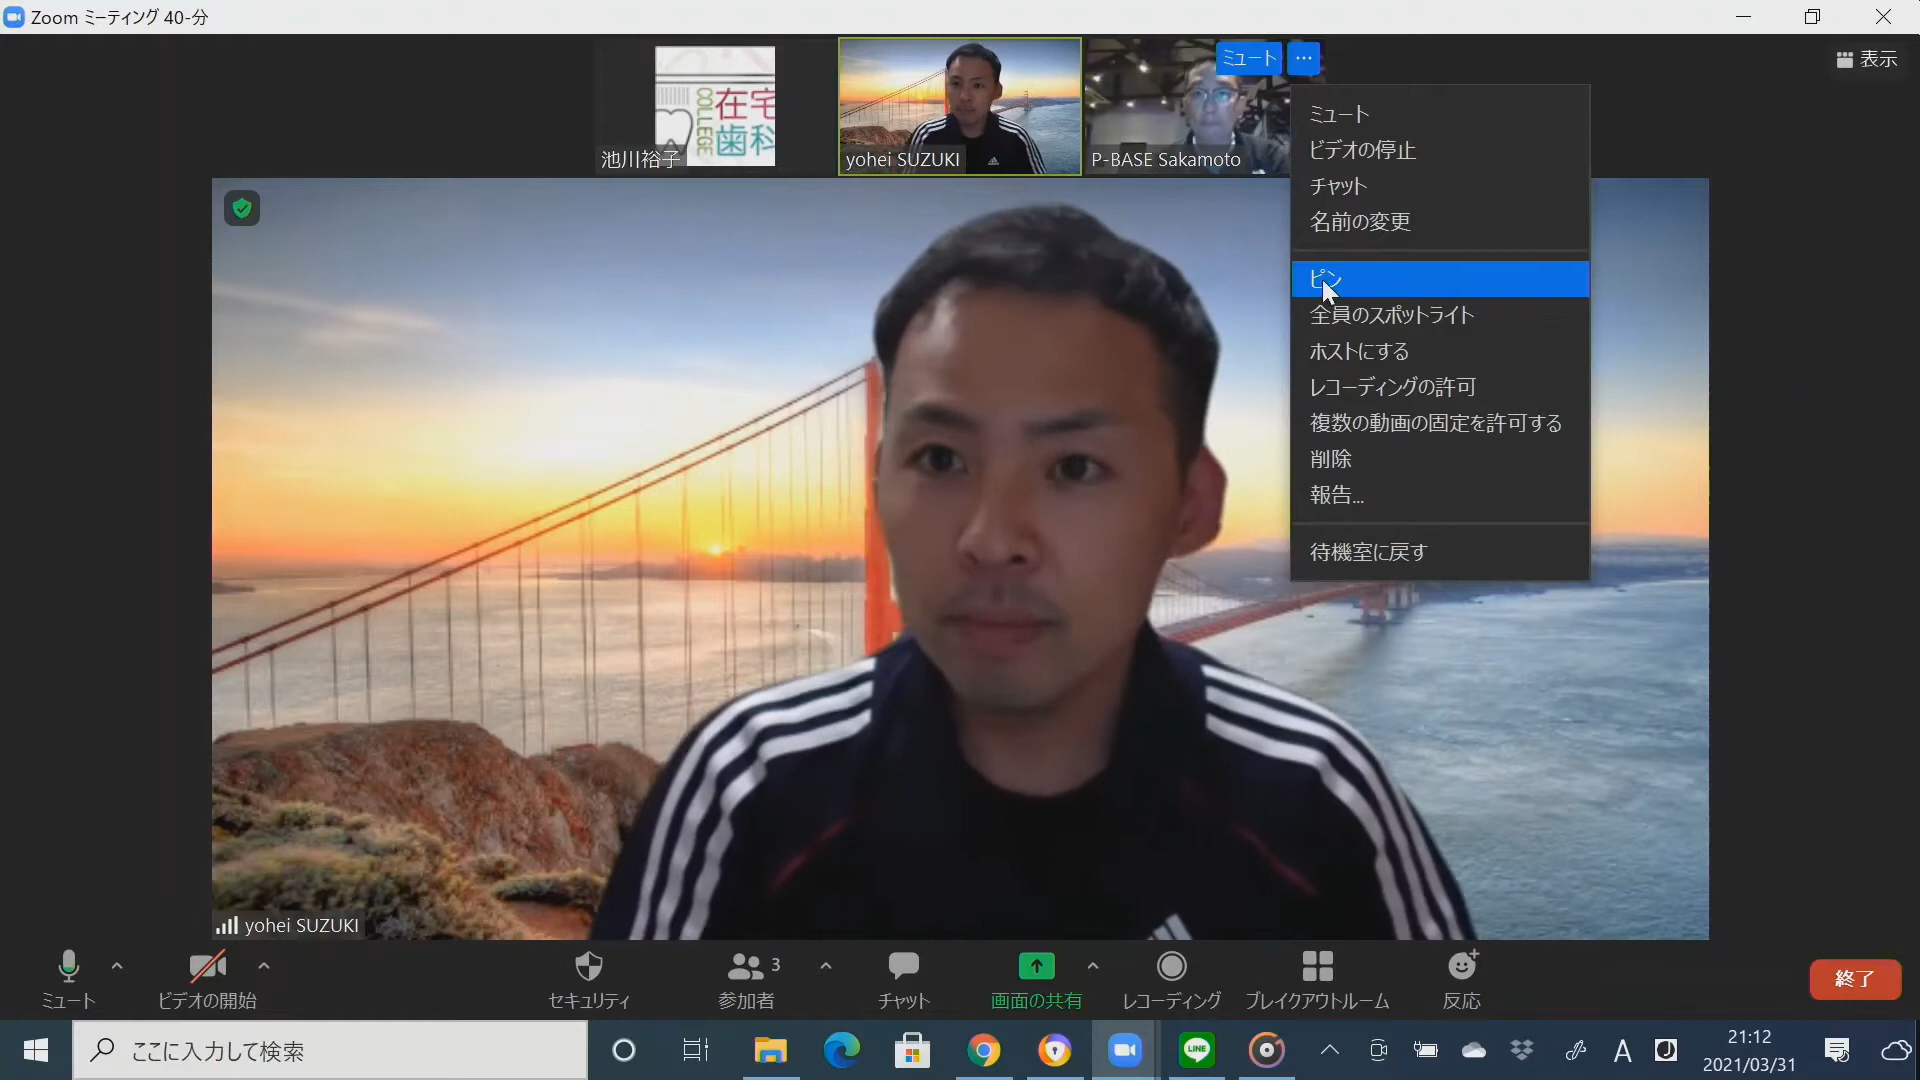 Zoom ミーティング 40-分
表示
COLLEGE
在宅
歯科
池川裕子
yohei SUZUKI
P-BASE Sakamoto
ミュート
…
ミュート
ビデオの停止
チャット
名前の変更
ピン
全員のスポットライト
ホストにする
レコーディングの許可
複数の動画の固定を許可する
削除
報告...
待機室に戻す
yohei SUZUKI
ミュート
ビデオの開始
セキュリティ
3
参加者
チャット
画面の共有
レコーディング
ブレイクアウトルーム
反応
終了
ここに入力して検索
LINE
A
21:12
2021/03/31